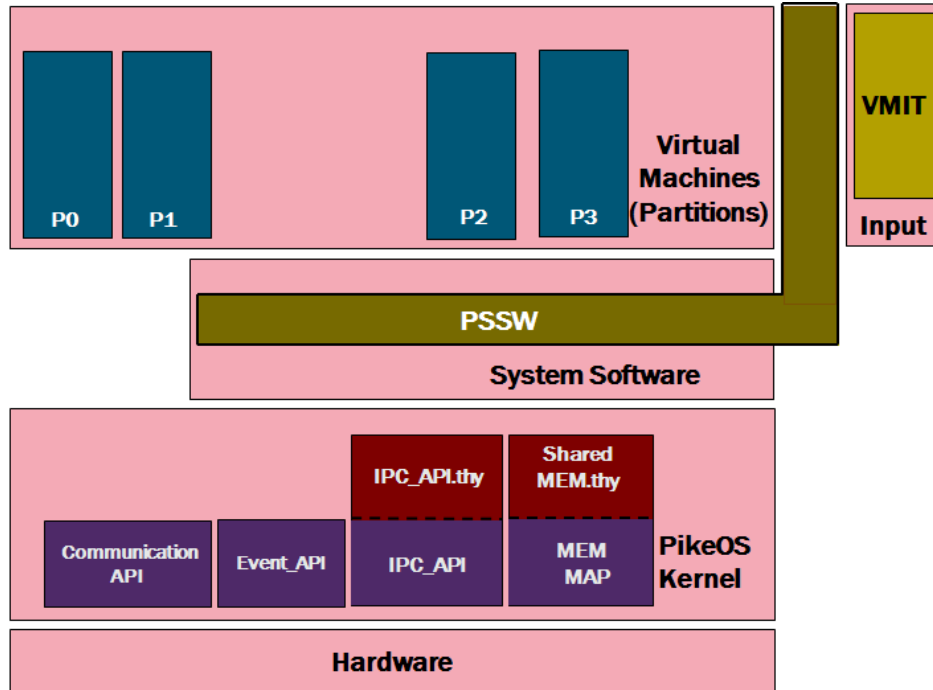 VMIT
Input
Virtual
Machines
(Partitions)
P0
P1
P2
P3
PSSW
System Software
IPC_API.thy
Shared
MEM.thy
Communication
API
Event_API
IPC_API
MEM
MAP
PikeOS
Kernel
Hardware